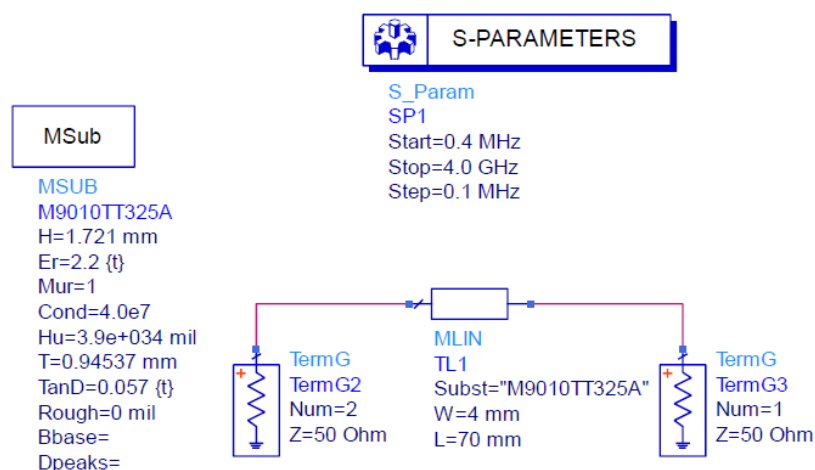 S-PARAMETERS
S_Param
SP1
Start=0.4 MHz
Stop=4.0 GHz
Step=0.1 MHz
MSub
MSUB
M9010TT325A
H=1.721 mm
Er=2.2 {t}
Mur=1
Cond=4.0e7
Hu=3.9e+034 mil
T=0.94537 mm
TanD=0.057 {t}
Rough=0 mil
Bbase=
Dpeaks=
TermG
TermG2
Num=2
Z=50 Ohm
MLIN
TL1
Subst="M9010TT325A"
W=4 mm
L=70 mm
TermG
TermG3
Num=1
Z=50 Ohm